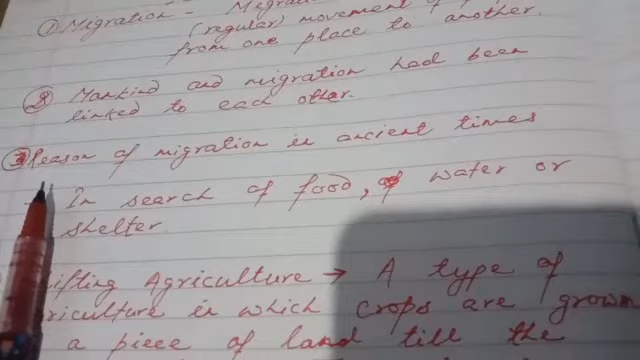 ① Migration - Migra
(regular) movement of
from one place to another.
② Mankind and migration had been
linked to each other.
③ Reason of migration in ancient times
In search of food, water or
shelter.
ifting Agriculture → A type of
riculture in which crops are grown
a piece of land till the